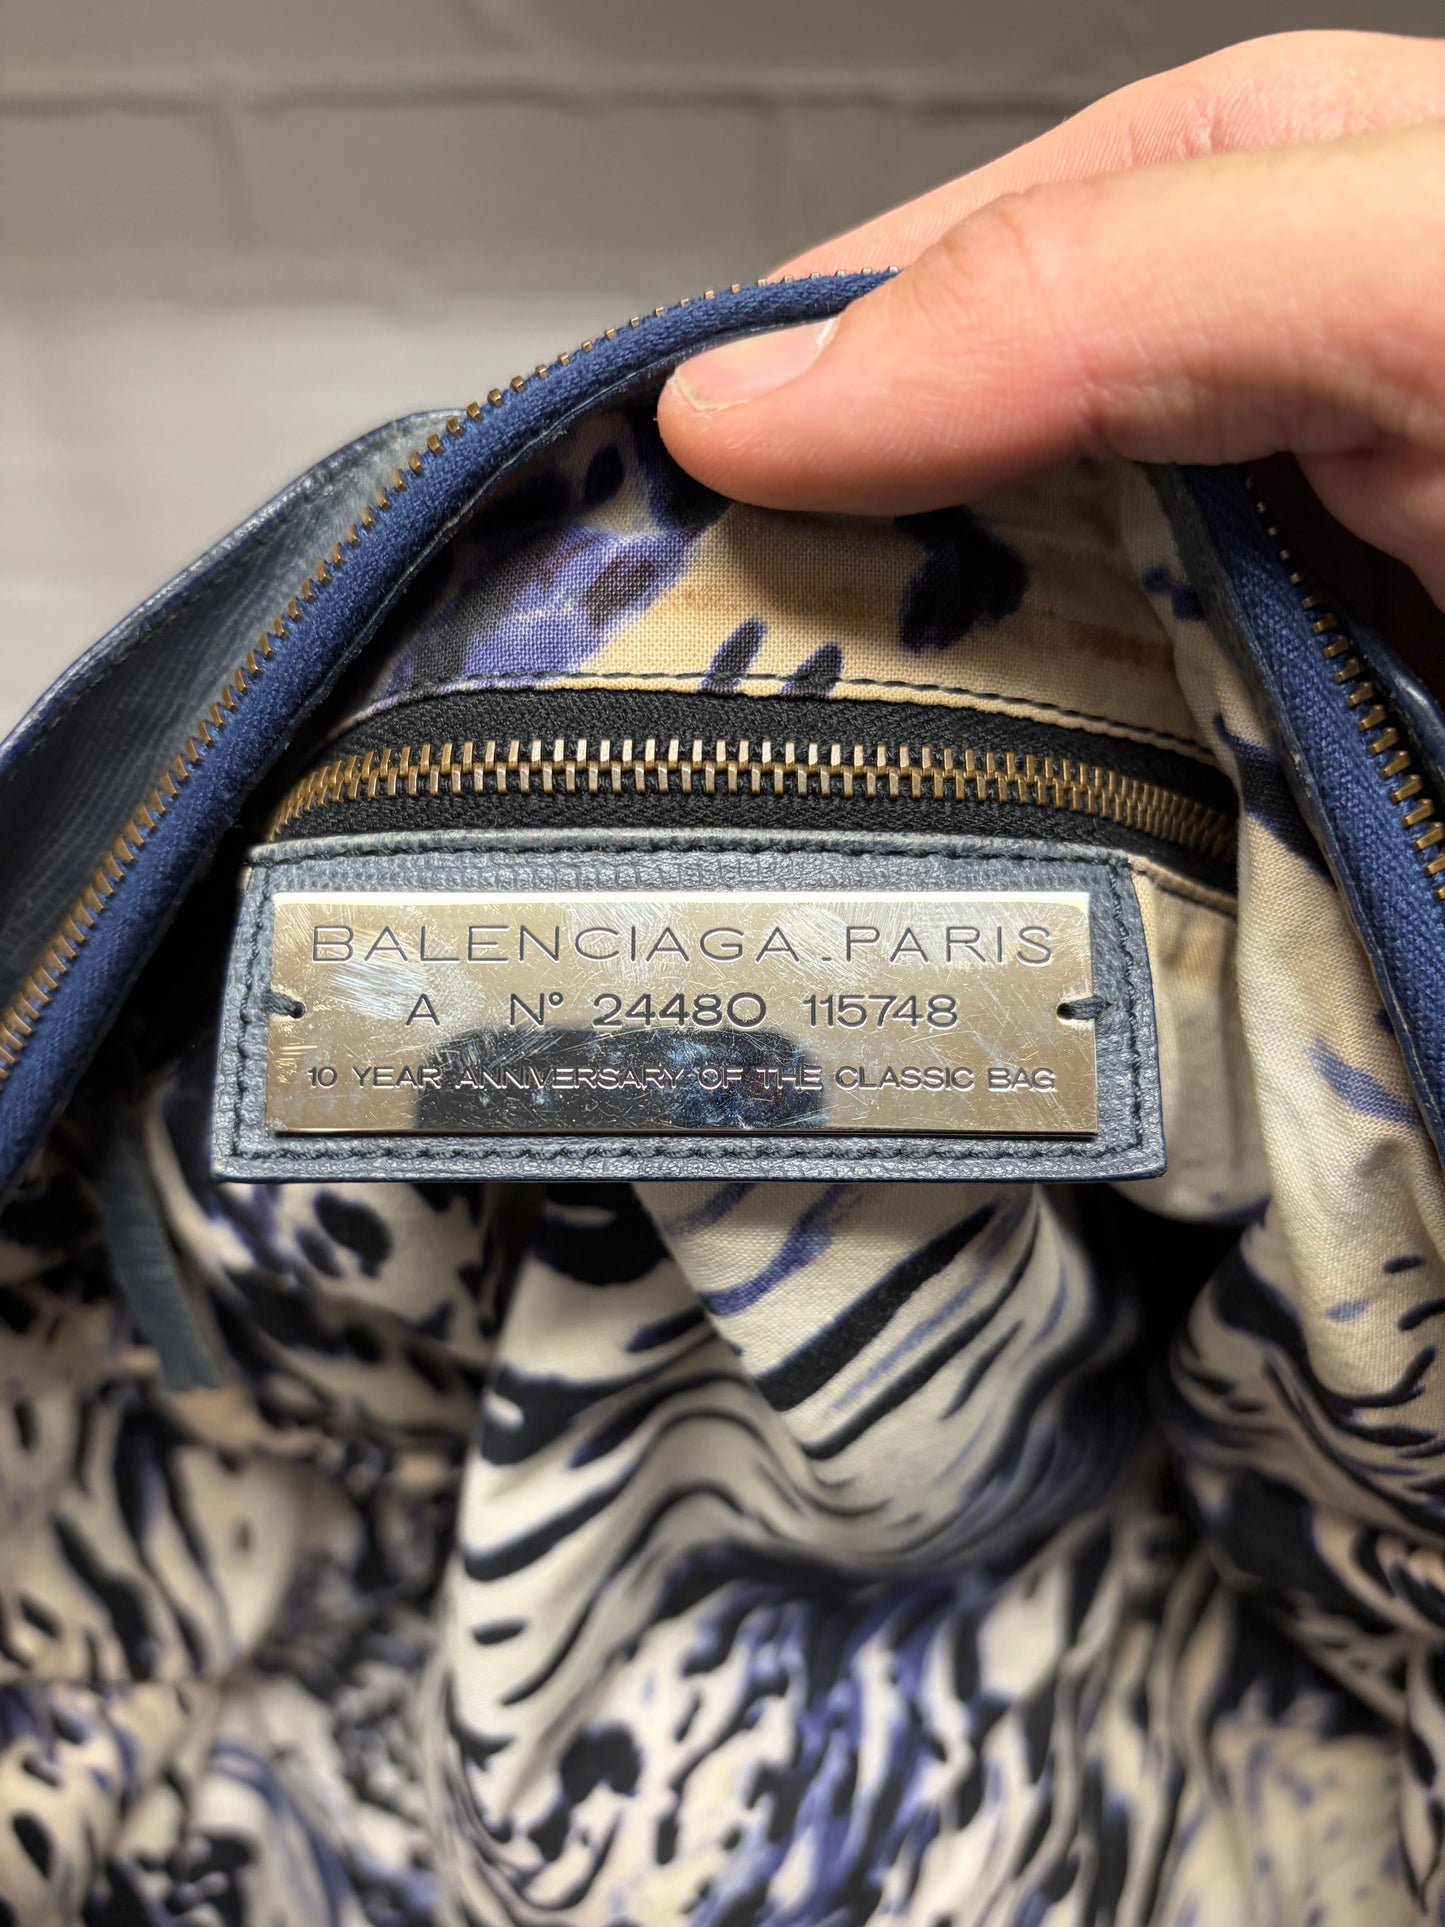 BALENCIAGA.PARIS
A N° 24480 115748
10 YEAR ANNIVERSARY OF THE CLASSIC BAG